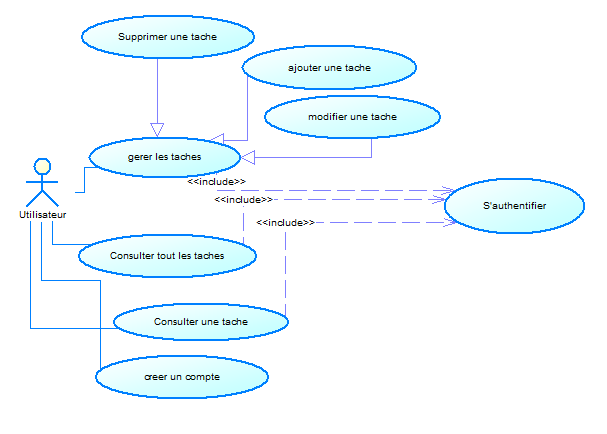 Supprimer une tache
ajouter une tache
modifier une tache
gerer les taches
<<include>>
<<include>>
<<include>>
S'authentifier
Utilisateur
Consulter tout les taches
Consulter une tache
creer un compte